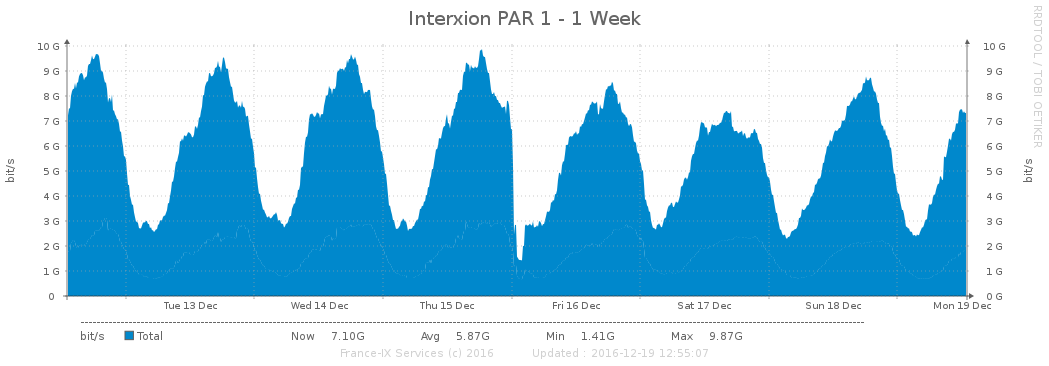 Interxion PAR 1 - 1 Week
RRDTOOL / TOBI OETIKER
10 G 10 G
9 G 9 G
8 G 8 G
7 G 7 G
6 G 6 G
5 G 5 G
4 G 4 G
3 G 3 G
2 G 2 G
1 G 1 G
0 0 G
bit/s
bit/s
Tue 13 Dec Wed 14 Dec Thu 15 Dec Fri 16 Dec Sat 17 Dec Sun 18 Dec Mon 19 Dec
bit/s Total Now 7.10G Avg 5.87G Min 1.41G Max 9.87G
France-IX Services (c) 2016 Updated : 2016-12-19 12:55:07